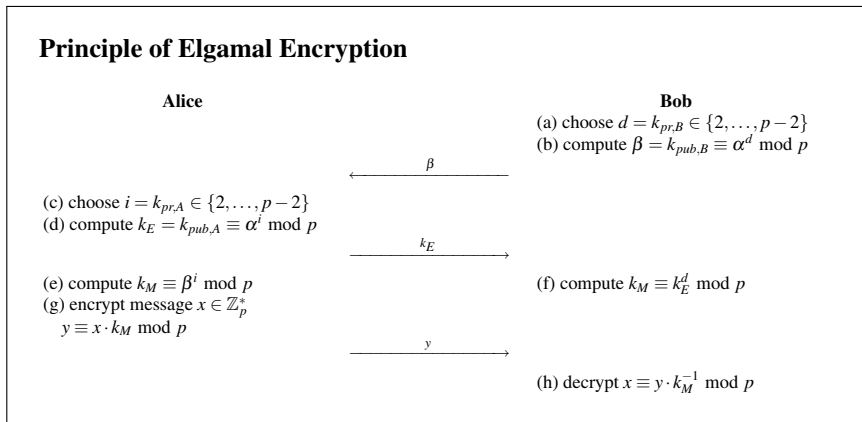 Principle of Elgamal Encryption
Alice Bob
(a) choose d = k_{pr,B} ∈ {2,...,p − 2}
(b) compute β = k_{pub,B} ≡ α^d mod p
β
(c) choose i = k_{pr,A} ∈ {2,...,p − 2}
(d) compute k_E = k_{pub,A} ≡ α^i mod p
k_E
(e) compute k_M ≡ β^i mod p (f) compute k_M ≡ k_E^d mod p
(g) encrypt message x ∈ ℤ_p^*
y ≡ x · k_M mod p
y
(h) decrypt x ≡ y · k_M^{−1} mod p